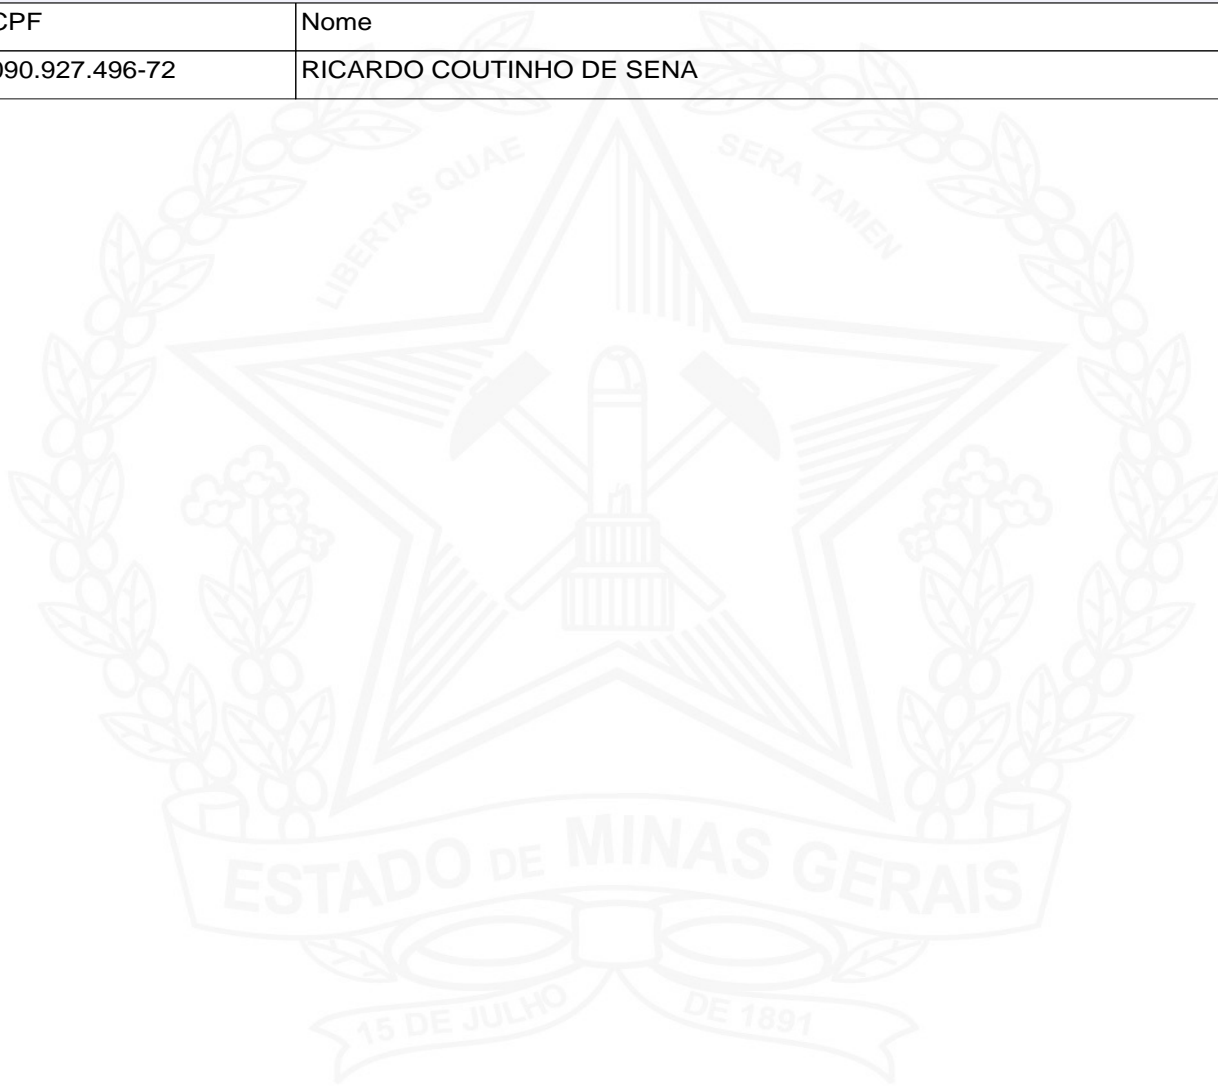 CPF Nome
090.927.496-72 RICARDO COUTINHO DE SENA
LIBERTAS QUAE SERA TAMEN
ESTADO DE MINAS GERAIS
15 DE JULHO DE 1891